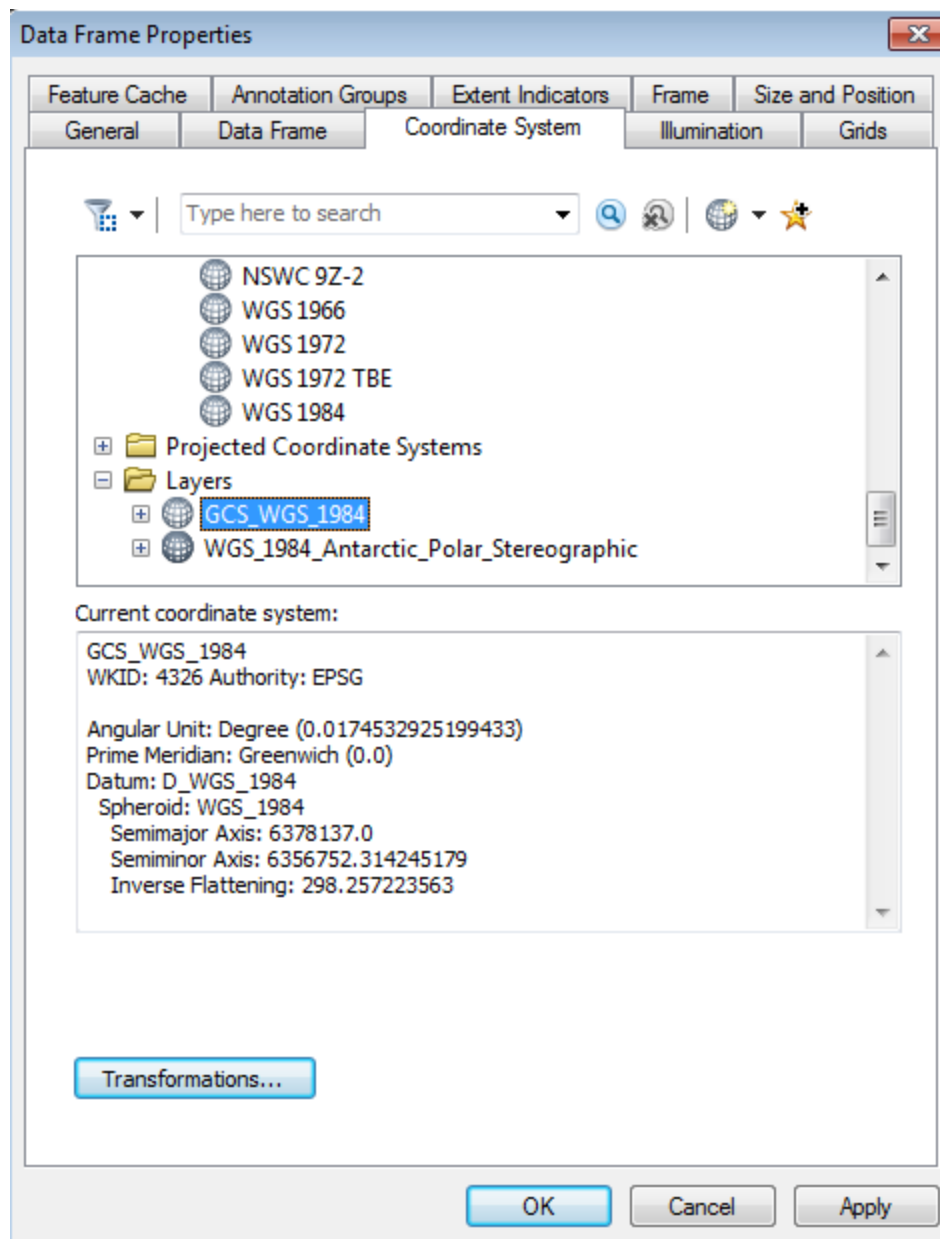 Data Frame Properties
Feature Cache Annotation Groups Extent Indicators Frame Size and Position
General Data Frame Coordinate System Illumination Grids
Type here to search
NSWC 9Z-2
WGS 1966
WGS 1972
WGS 1972 TBE
WGS 1984
Projected Coordinate Systems
Layers
GCS_WGS_1984
WGS_1984_Antarctic_Polar_Stereographic
Current coordinate system:
GCS_WGS_1984
WKID: 4326 Authority: EPSG
Angular Unit: Degree (0.0174532925199433)
Prime Meridian: Greenwich (0.0)
Datum: D_WGS_1984
Spheroid: WGS_1984
Semimajor Axis: 6378137.0
Semiminor Axis: 6356752.314245179
Inverse Flattening: 298.257223563
Transformations...
OK Cancel Apply